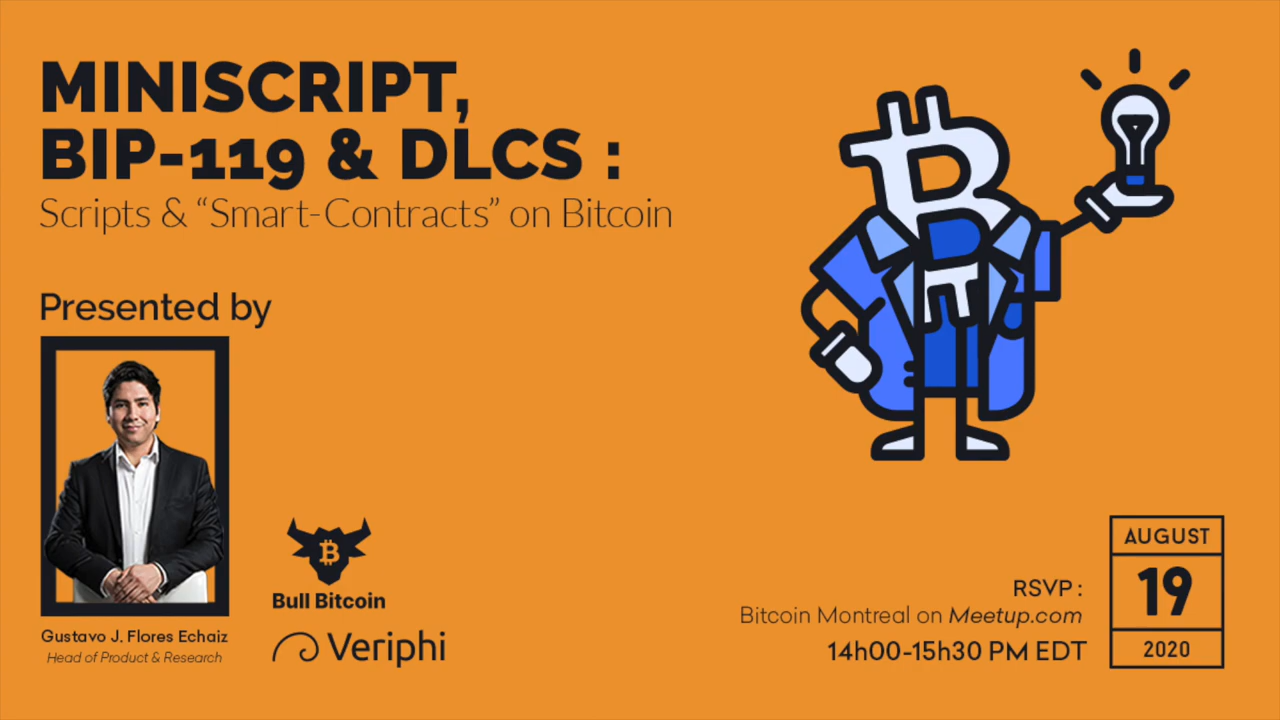 MINISCRIPT,
BIP-119 & DLCS :
Scripts & “Smart-Contracts” on Bitcoin
Presented by
Gustavo J. Flores Echaiz
Head of Product & Research
Bull Bitcoin
Veriphi
RSVP :
Bitcoin Montreal on Meetup.com
14h00-15h30 PM EDT
AUGUST
19
2020